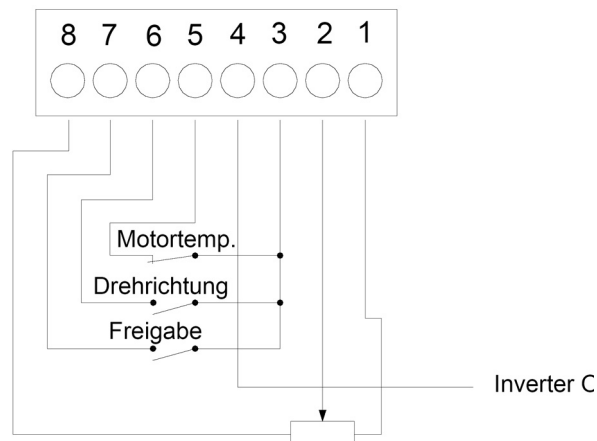 8 7 6 5 4 3 2 1
Motortemp.
Drehrichtung
Freigabe
Inverter